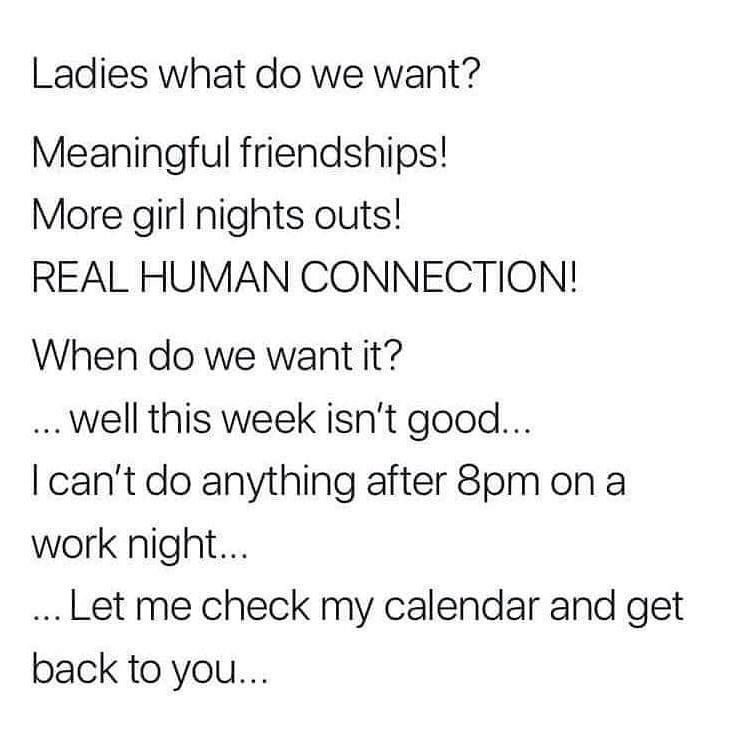 Ladies what do we want?
Meaningful friendships!
More girl nights outs!
REAL HUMAN CONNECTION!
When do we want it?
... well this week isn't good...
I can't do anything after 8pm on a
work night...
... Let me check my calendar and get
back to you...